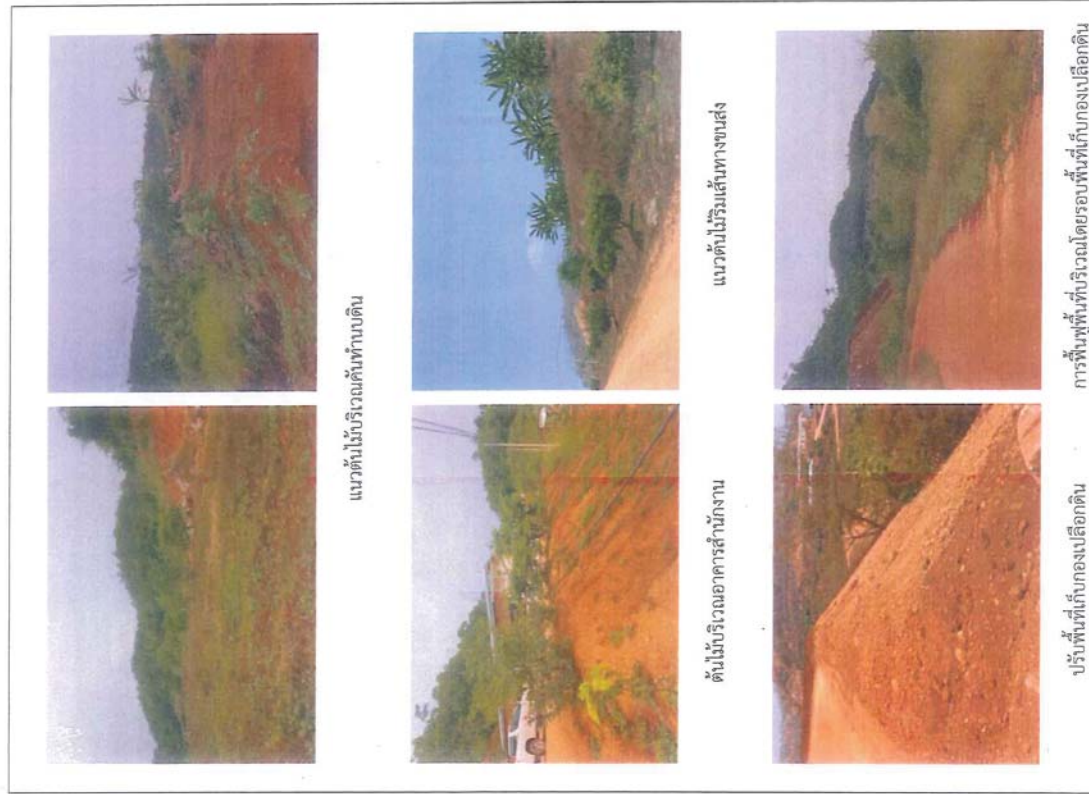 แนวต้นไม้บริเวณคันทำนบดิน
ต้นไม้บริเวณอาคารสำนักงาน
แนวต้นไม้ริมเส้นทางขนส่ง
ปรับพื้นที่เก็บกองเปลือกดิน
การฟื้นฟูพื้นที่บริเวณโดยรอบพื้นที่เก็บกองเปลือกดิน